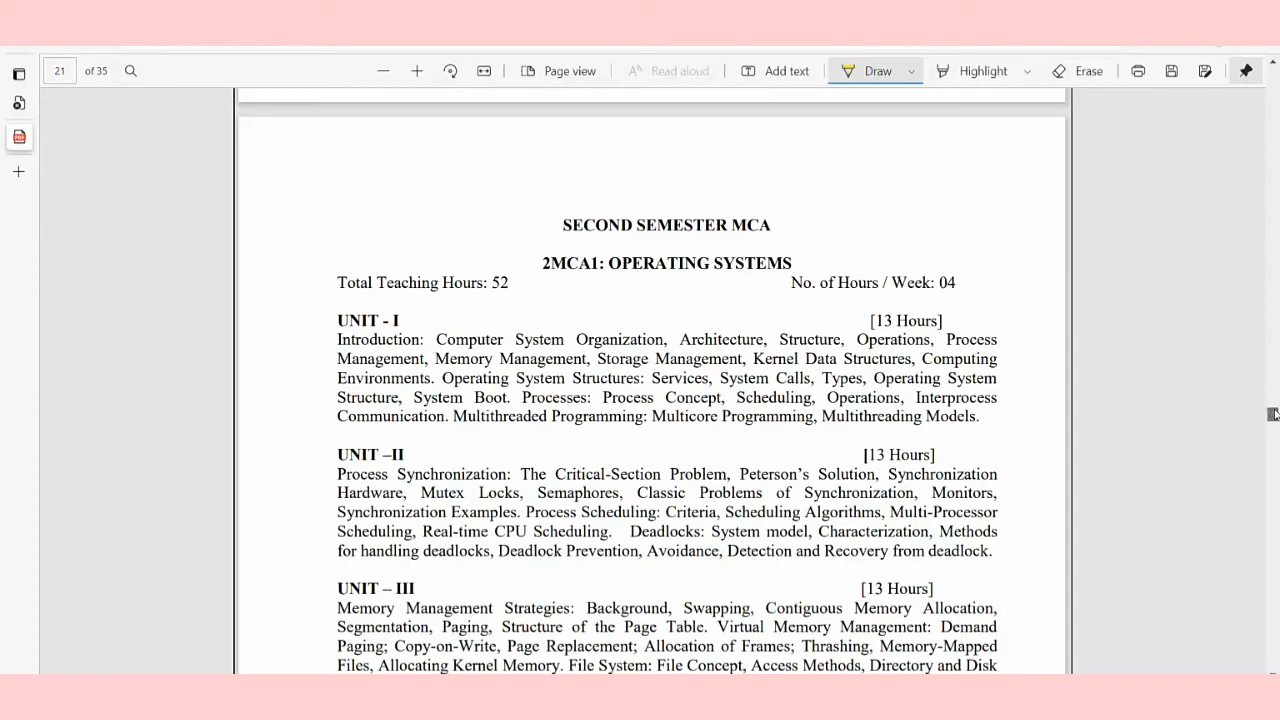 21 of 35
Page view
Read aloud
Add text
Draw
Highlight
Erase
SECOND SEMESTER MCA
2MCA1: OPERATING SYSTEMS
Total Teaching Hours: 52 No. of Hours / Week: 04
UNIT - I [13 Hours]
Introduction: Computer System Organization, Architecture, Structure, Operations, Process
Management, Memory Management, Storage Management, Kernel Data Structures, Computing
Environments. Operating System Structures: Services, System Calls, Types, Operating System
Structure, System Boot. Processes: Process Concept, Scheduling, Operations, Interprocess
Communication. Multithreaded Programming: Multicore Programming, Multithreading Models.
UNIT –II [13 Hours]
Process Synchronization: The Critical-Section Problem, Peterson’s Solution, Synchronization
Hardware, Mutex Locks, Semaphores, Classic Problems of Synchronization, Monitors,
Synchronization Examples. Process Scheduling: Criteria, Scheduling Algorithms, Multi-Processor
Scheduling, Real-time CPU Scheduling. Deadlocks: System model, Characterization, Methods
for handling deadlocks, Deadlock Prevention, Avoidance, Detection and Recovery from deadlock.
UNIT – III [13 Hours]
Memory Management Strategies: Background, Swapping, Contiguous Memory Allocation,
Segmentation, Paging, Structure of the Page Table. Virtual Memory Management: Demand
Paging; Copy-on-Write, Page Replacement; Allocation of Frames; Thrashing, Memory-Mapped
Files, Allocating Kernel Memory. File System: File Concept, Access Methods, Directory and Disk